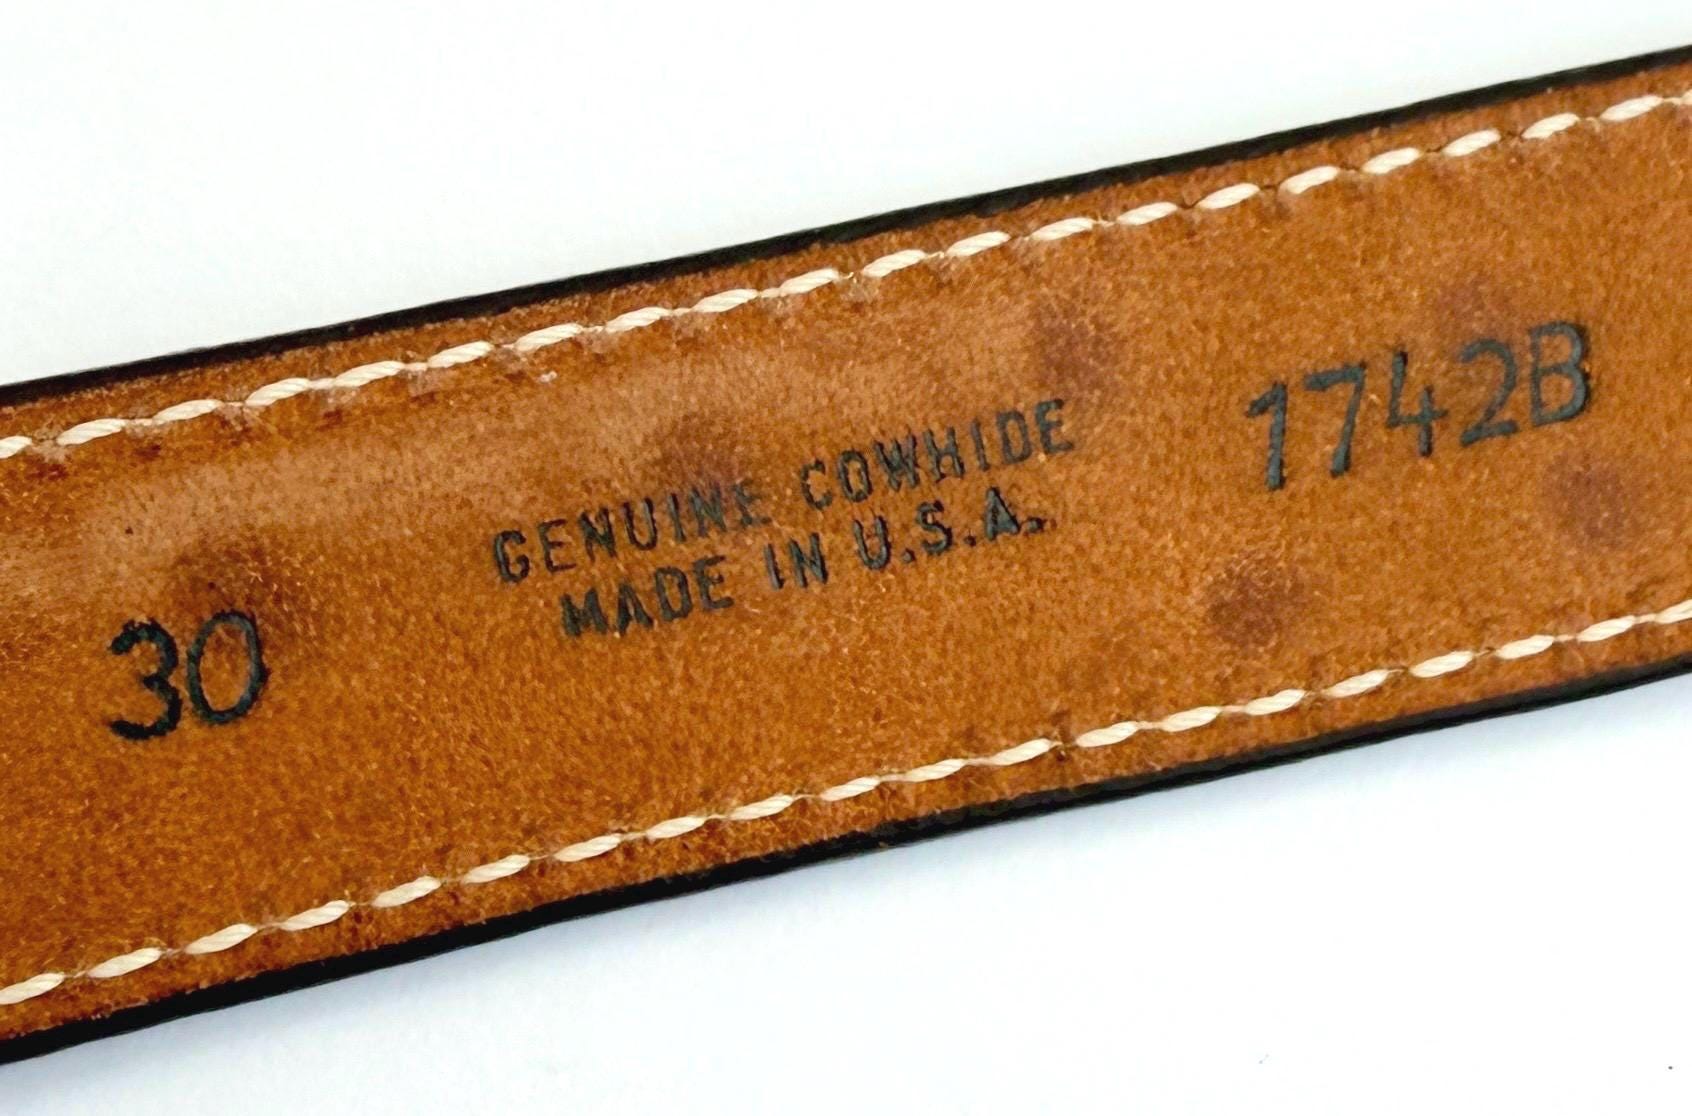 30
GENUINE COWHIDE
MADE IN U.S.A.
1742B